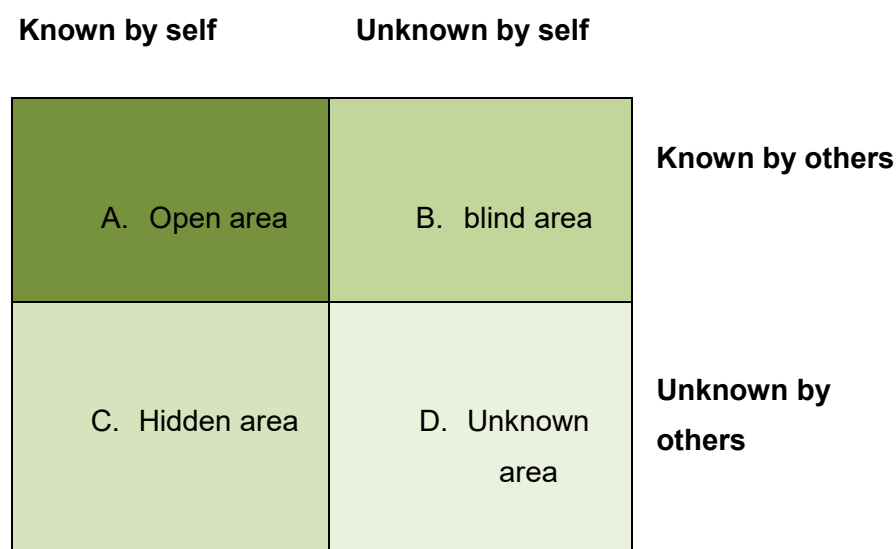 Known by self
Unknown by self
Known by others
A. Open area
B. blind area
Unknown by
others
C. Hidden area
D. Unknown
area